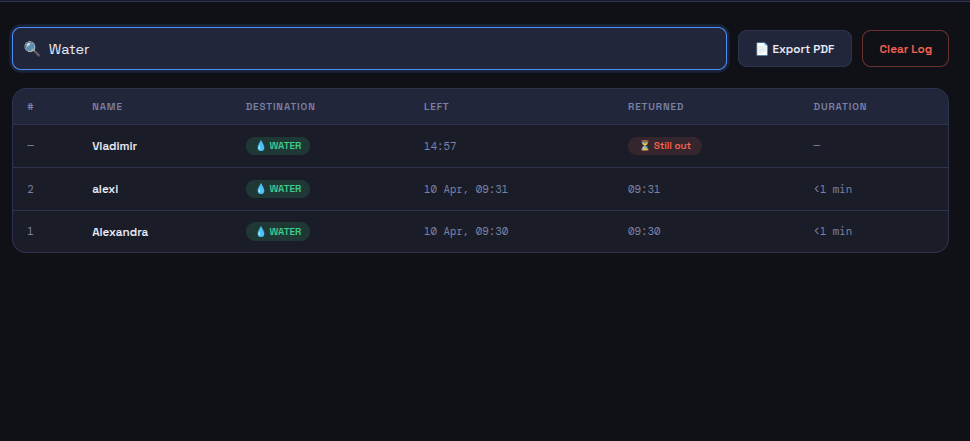 🔍 Water
📄 Export PDF
Clear Log
# NAME DESTINATION LEFT RETURNED DURATION
— Vladimir 💧 WATER 14:57 ⏳ Still out —
2 alexi 💧 WATER 10 Apr, 09:31 09:31 <1 min
1 Alexandra 💧 WATER 10 Apr, 09:30 09:30 <1 min